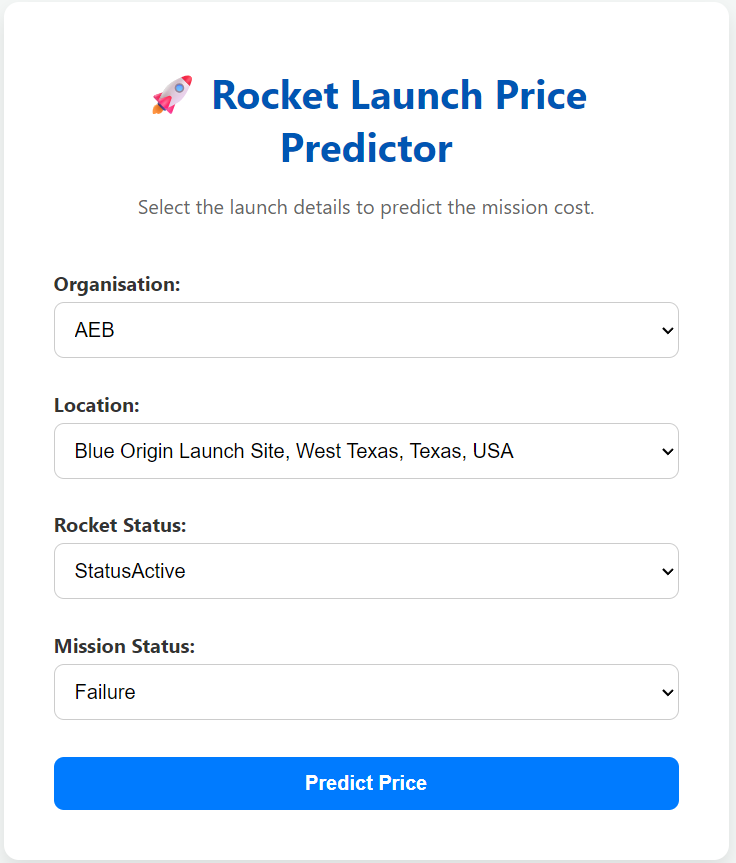 🚀 Rocket Launch Price
Predictor
Select the launch details to predict the mission cost.
Organisation:
AEB
Location:
Blue Origin Launch Site, West Texas, Texas, USA
Rocket Status:
StatusActive
Mission Status:
Failure
Predict Price